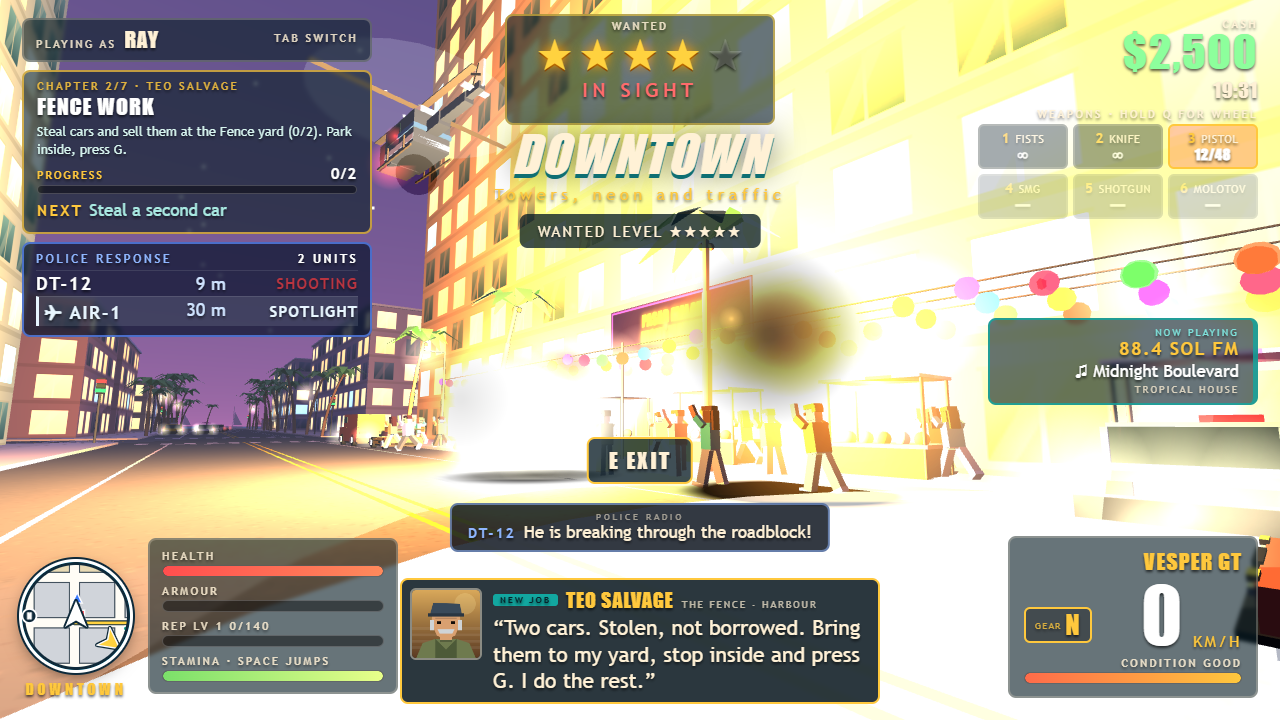 PLAYING AS RAY TAB SWITCH
CHAPTER 2/7 · TEO SALVAGE
FENCE WORK
Steal cars and sell them at the Fence yard (0/2). Park
inside, press G.
PROGRESS 0/2
NEXT Steal a second car
POLICE RESPONSE 2 UNITS
DT-12 9 m SHOOTING
AIR-1 30 m SPOTLIGHT
WANTED
IN SIGHT
DOWNTOWN
Towers, neon and traffic
WANTED LEVEL ★★★★★
CASH
$2,500
19:31
WEAPONS · HOLD Q FOR WHEEL
1 FISTS
∞
2 KNIFE
∞
3 PISTOL
12/48
4 SMG
—
5 SHOTGUN
—
6 MOLOTOV
—
NOW PLAYING
88.4 SOL FM
♫ Midnight Boulevard
TROPICAL HOUSE
E EXIT
POLICE RADIO
DT-12 He is breaking through the roadblock!
HEALTH
ARMOUR
REP LV 1 0/140
STAMINA · SPACE JUMPS
DOWNTOWN
NEW JOB TEO SALVAGE THE FENCE · HARBOUR
“Two cars. Stolen, not borrowed. Bring
them to my yard, stop inside and press
G. I do the rest.”
VESPER GT
GEAR N
0 KM/H
CONDITION GOOD